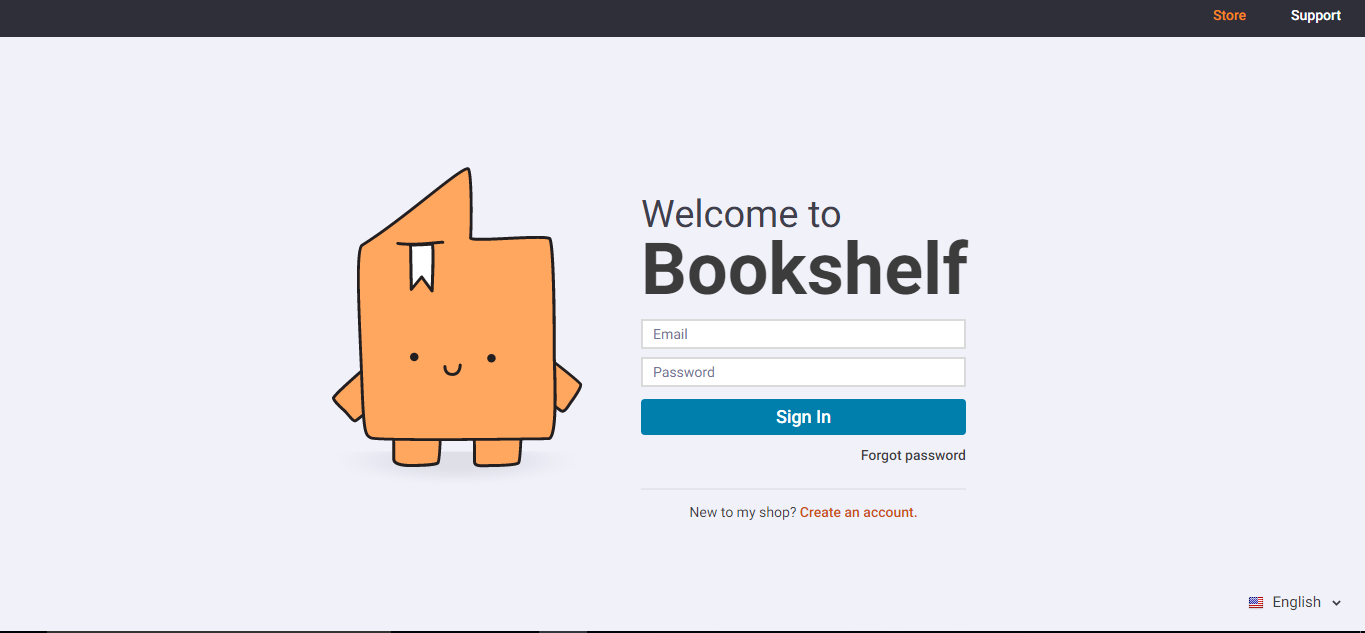 Store Support
Welcome to
Bookshelf
Email
Password
Sign In
Forgot password
New to my shop? Create an account.
English